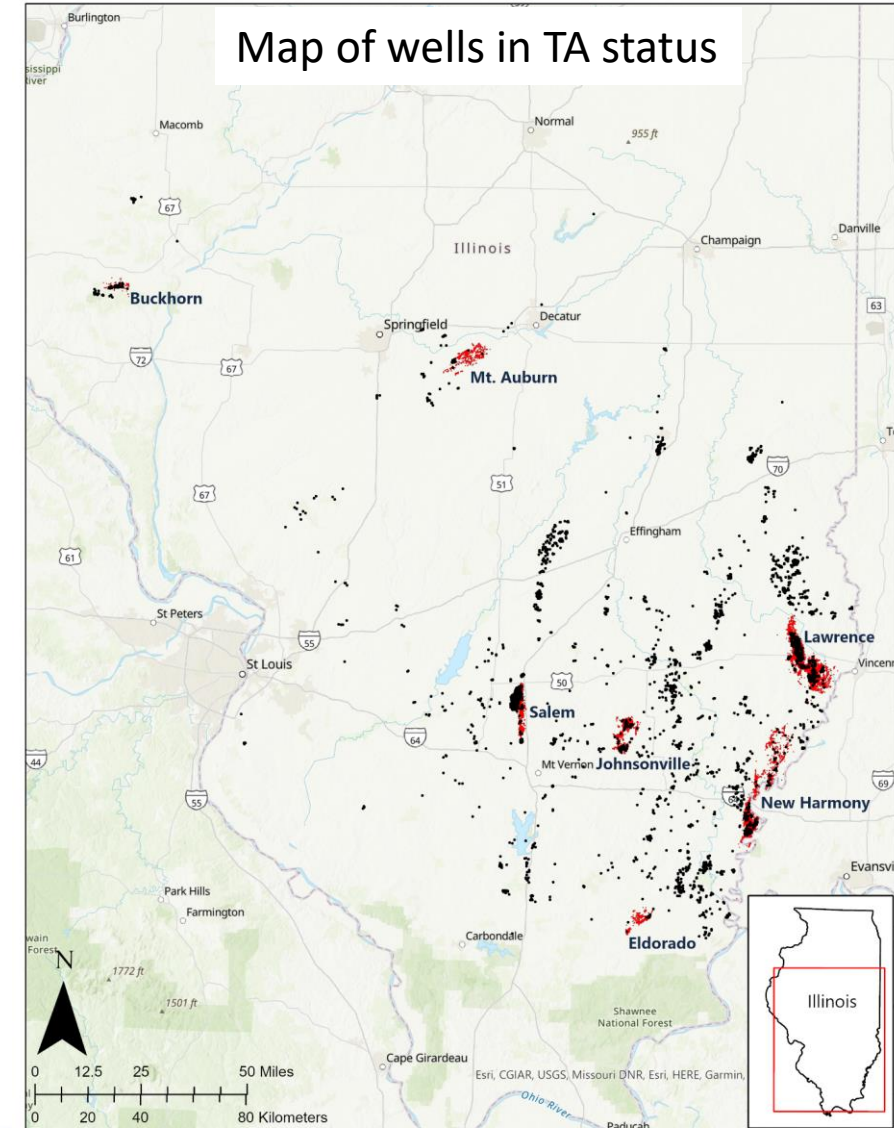 Map of wells in TA status
Burlington
Mississippi
River
Macomb
Normal
955 ft
67
Illinois
Champaign
Danville
Buckhorn
63
Springfield
Decatur
72
67
Mt. Auburn
70
51
67
Effingham
61
St Peters
55
Lawrence
St Louis
50
Salem
64
Johnsonville
Mt Vernon
44
55
69
New Harmony
Park Hills
Farmington
Carbondale
Eldorado
N
1772 ft
1501 ft
Illinois
Shawnee
National Forest
Cape Girardeau
0 12.5 25 50 Miles
0 20 40 80 Kilometers
Esri, CGIAR, USGS, Missouri DNR, Esri, HERE, Garmin,
Ohio River
Paducah